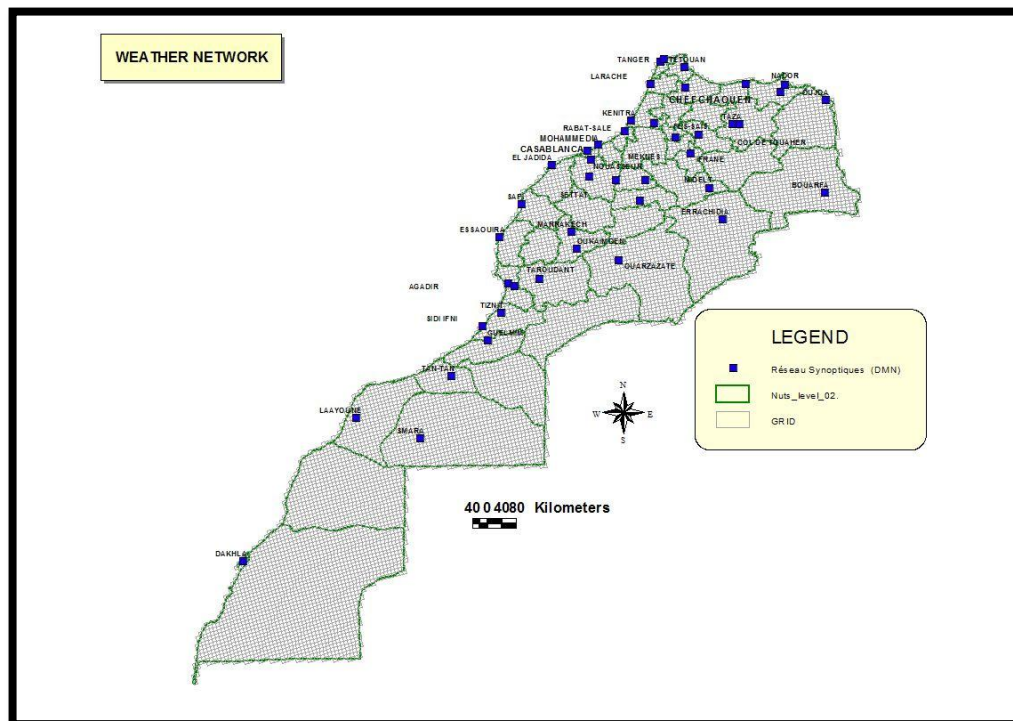 WEATHER NETWORK
TANGER
TETOUAN
LARACHE
NADOR
CHEFCHAOUEN
OUJDA
KENITRA
TAZA
RABAT-SALE
MOHAMMEDIA
CASABLANCA
MEKNES
EL JADIDA
NOUASSEUR
IFRANE
SETTAT
MIDELT
BOUARFA
SAFI
ERRACHIDIA
MARRAKECH
ESSAOUIRA
OUARZAZATE
TAROUDANT
AGADIR
TIZNIT
SIDI IFNI
GUELMIM
TAN-TAN
LAAYOUNE
SMARA
DAKHLA
LEGEND
Réseau Synoptiques (DMN)
Nuts_level_02.
GRID
N
W E
S
40 0 4080 Kilometers